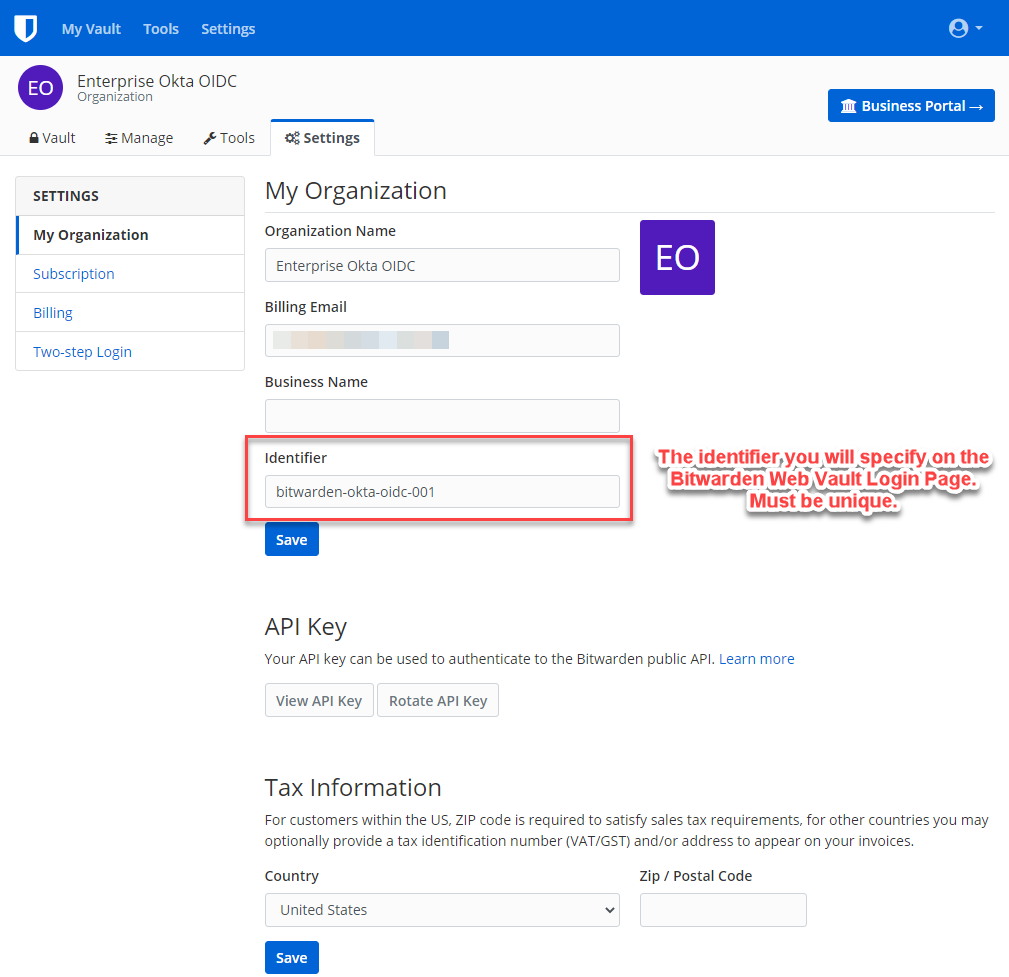 My Vault Tools Settings
EO Enterprise Okta OIDC
Organization
Business Portal →
Vault Manage Tools Settings
SETTINGS
My Organization
Subscription
Billing
Two-step Login
My Organization
Organization Name
Enterprise Okta OIDC
EO
Billing Email
Business Name
Identifier
bitwarden-okta-oidc-001
The identifier you will specify on the
Bitwarden Web Vault Login Page.
Must be unique.
Save
API Key
Your API key can be used to authenticate to the Bitwarden public API. Learn more
View API Key Rotate API Key
Tax Information
For customers within the US, ZIP code is required to satisfy sales tax requirements, for other countries you may
optionally provide a tax identification number (VAT/GST) and/or address to appear on your invoices.
Country Zip / Postal Code
United States
Save